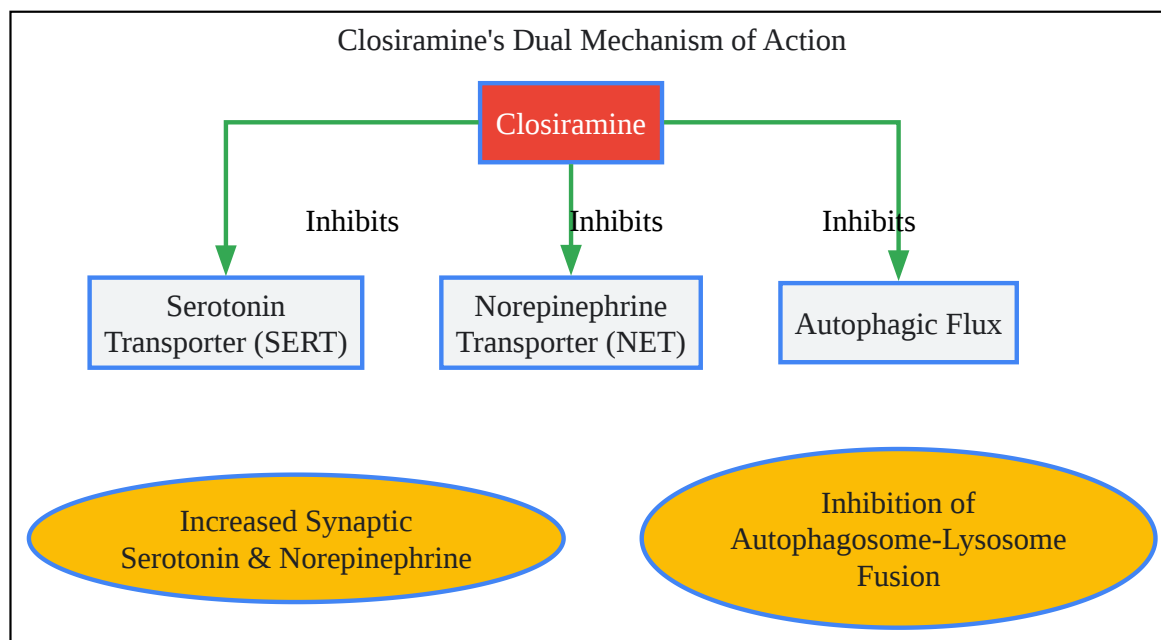 Closiramine's Dual Mechanism of Action
Closiramine
Inhibits
Inhibits
Inhibits
Serotonin
Transporter (SERT)
Norepinephrine
Transporter (NET)
Autophagic Flux
Increased Synaptic
Serotonin & Norepinephrine
Inhibition of
Autophagosome-Lysosome
Fusion